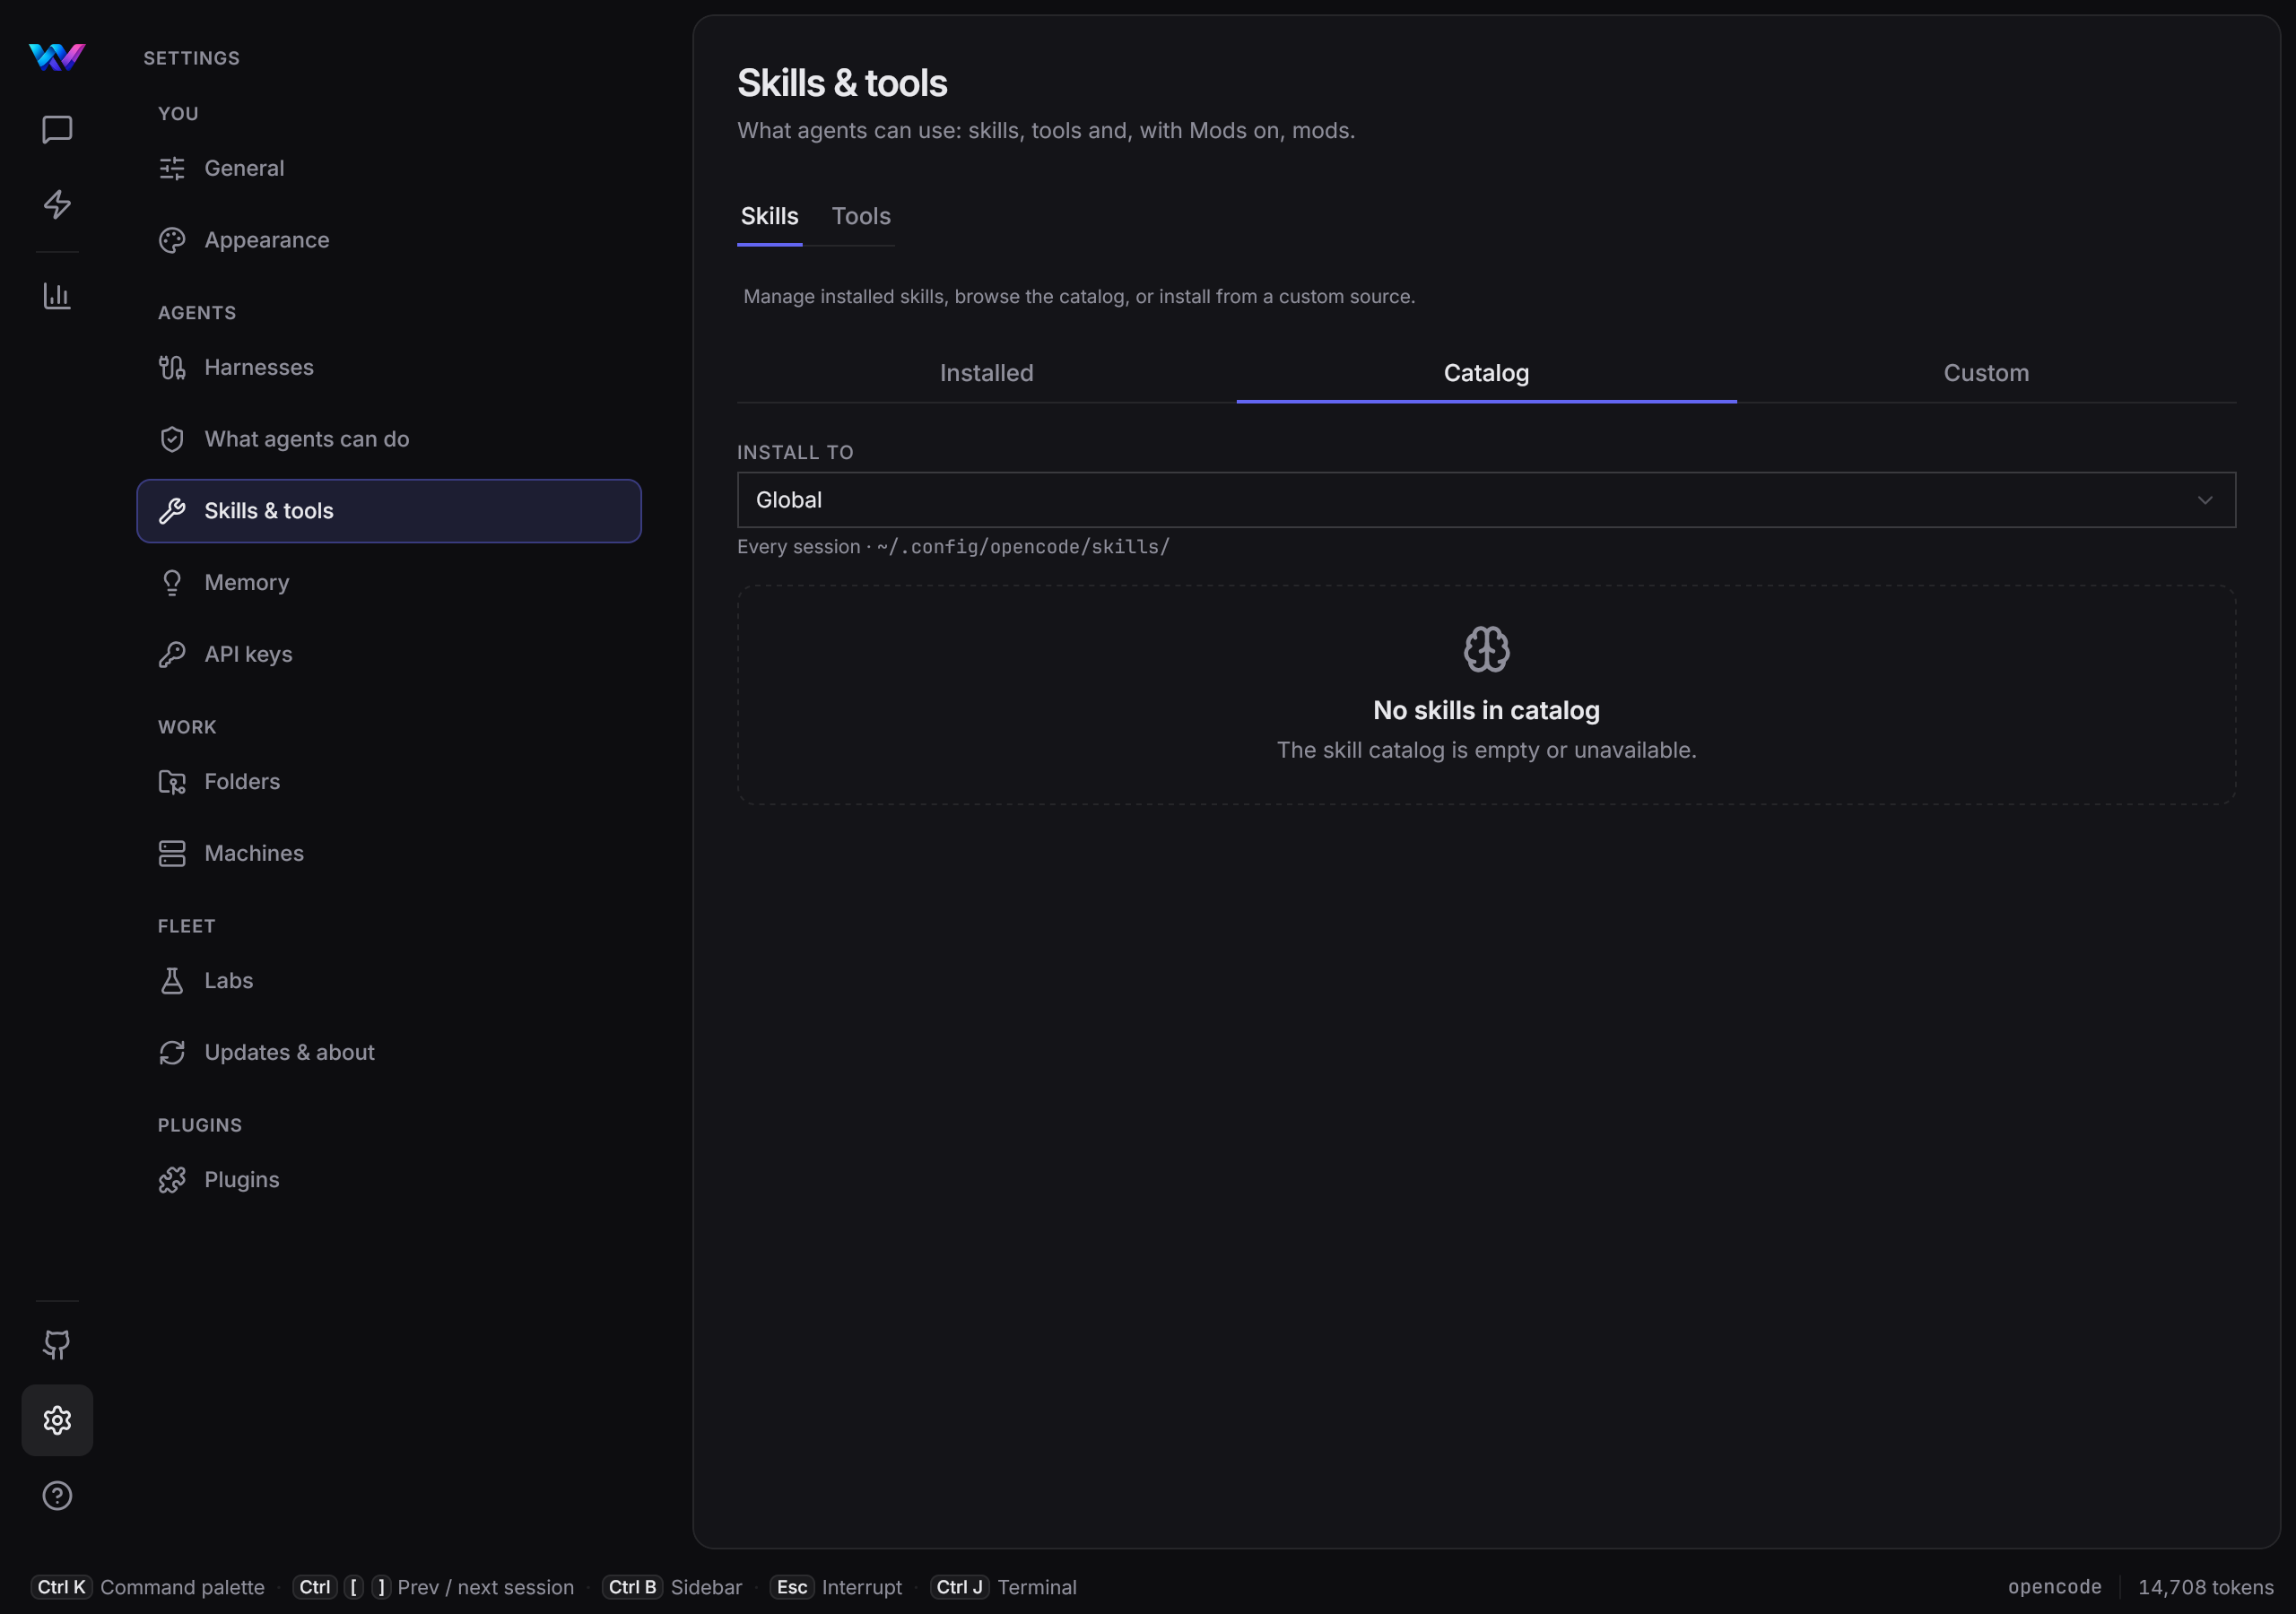 SETTINGS
YOU
General
Appearance
AGENTS
Harnesses
What agents can do
Skills & tools
Memory
API keys
WORK
Folders
Machines
FLEET
Labs
Updates & about
PLUGINS
Plugins
Skills & tools
What agents can use: skills, tools and, with Mods on, mods.
Skills Tools
Manage installed skills, browse the catalog, or install from a custom source.
Installed Catalog Custom
INSTALL TO
Global
Every session · ~/.config/opencode/skills/
No skills in catalog
The skill catalog is empty or unavailable.
Ctrl K Command palette · Ctrl [ ] Prev / next session · Ctrl B Sidebar · Esc Interrupt · Ctrl J Terminal opencode 14,708 tokens